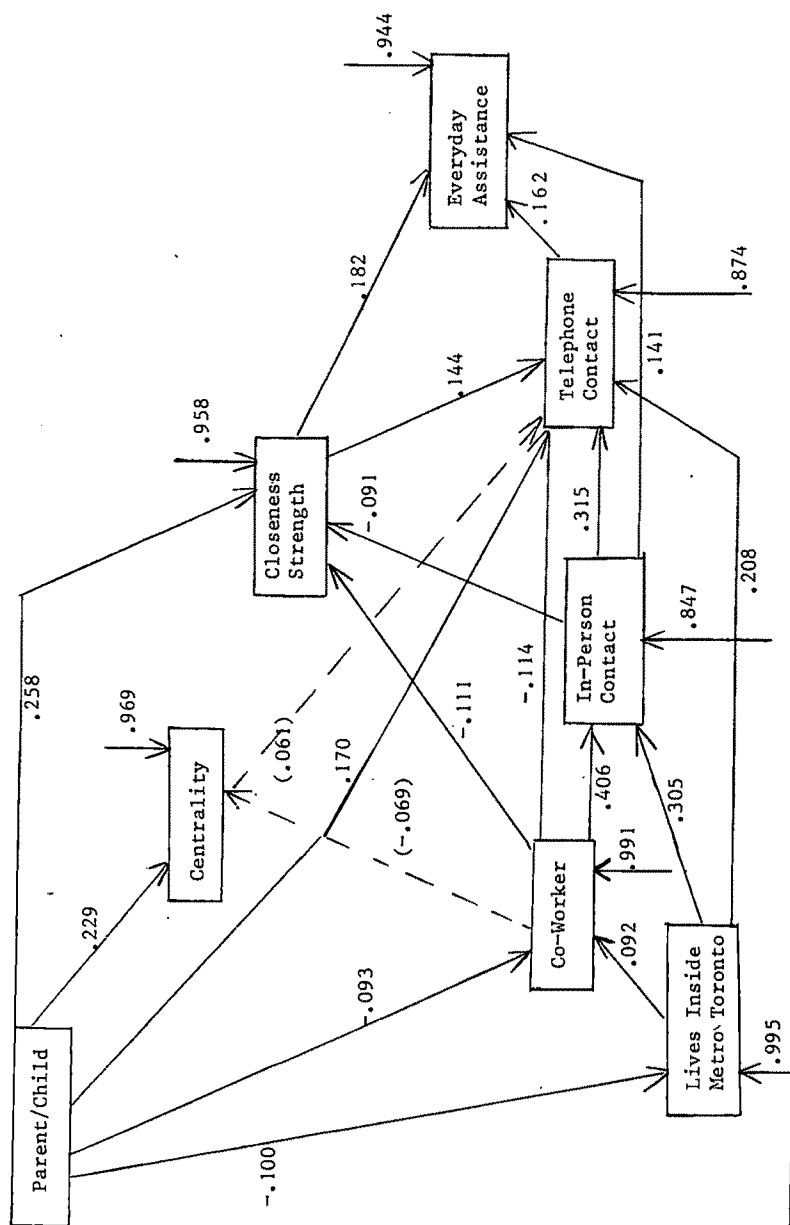 Parent/Child
.258
.229
.170
-.093
-.100
Centrality
.969
(.061)
(-.069)
Closeness
Strength
.958
.182
.144
-.091
-.111
Everyday
Assistance
.944
.162
.141
Telephone
Contact
.874
.315
-.114
In-Person
Contact
.847
.208
.406
.305
Co-Worker
.991
.092
Lives Inside
Metro Toronto
.995